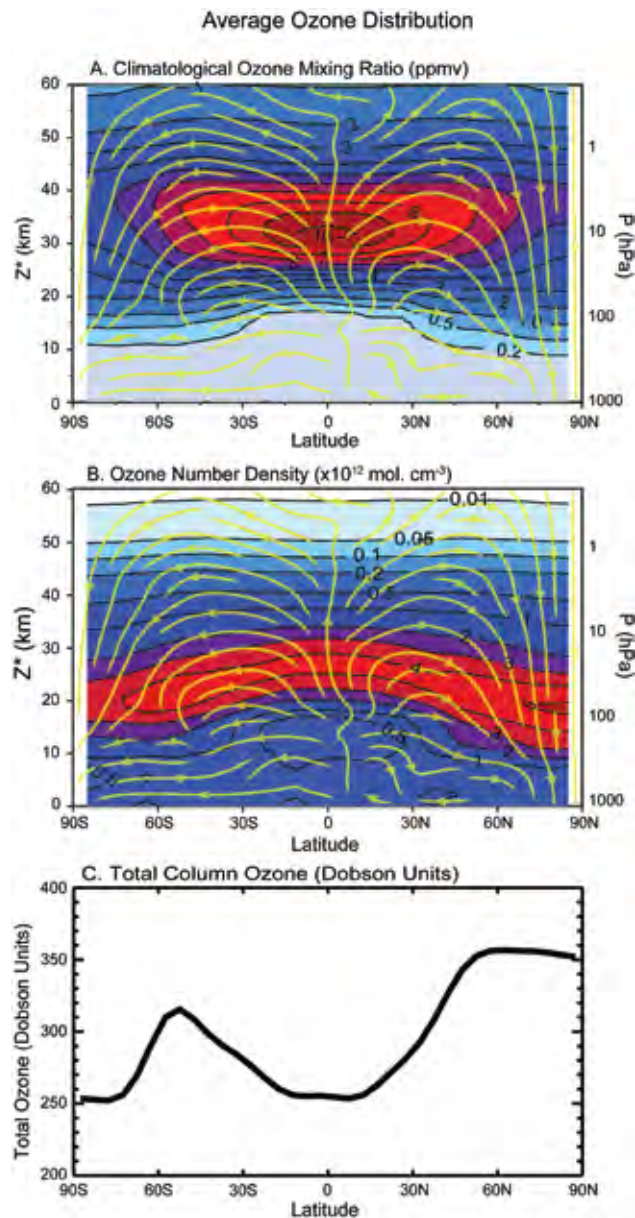 Average Ozone Distribution
A. Climatological Ozone Mixing Ratio (ppmv)
60
50
40
30
20
10
0
Z* (km)
1
10
100
1000
P (hPa)
2
3
2
0.5
0.2
90S 60S 30S 0 30N 60N 90N
Latitude
B. Ozone Number Density (x10¹² mol. cm⁻³)
60
50
40
30
20
10
0
Z* (km)
1
10
100
1000
P (hPa)
0.01
0.05
0.1
0.2
0.5
2
4
0.5
1
90S 60S 30S 0 30N 60N 90N
Latitude
C. Total Column Ozone (Dobson Units)
400
350
300
250
200
Total Ozone (Dobson Units)
90S 60S 30S 0 30N 60N 90N
Latitude